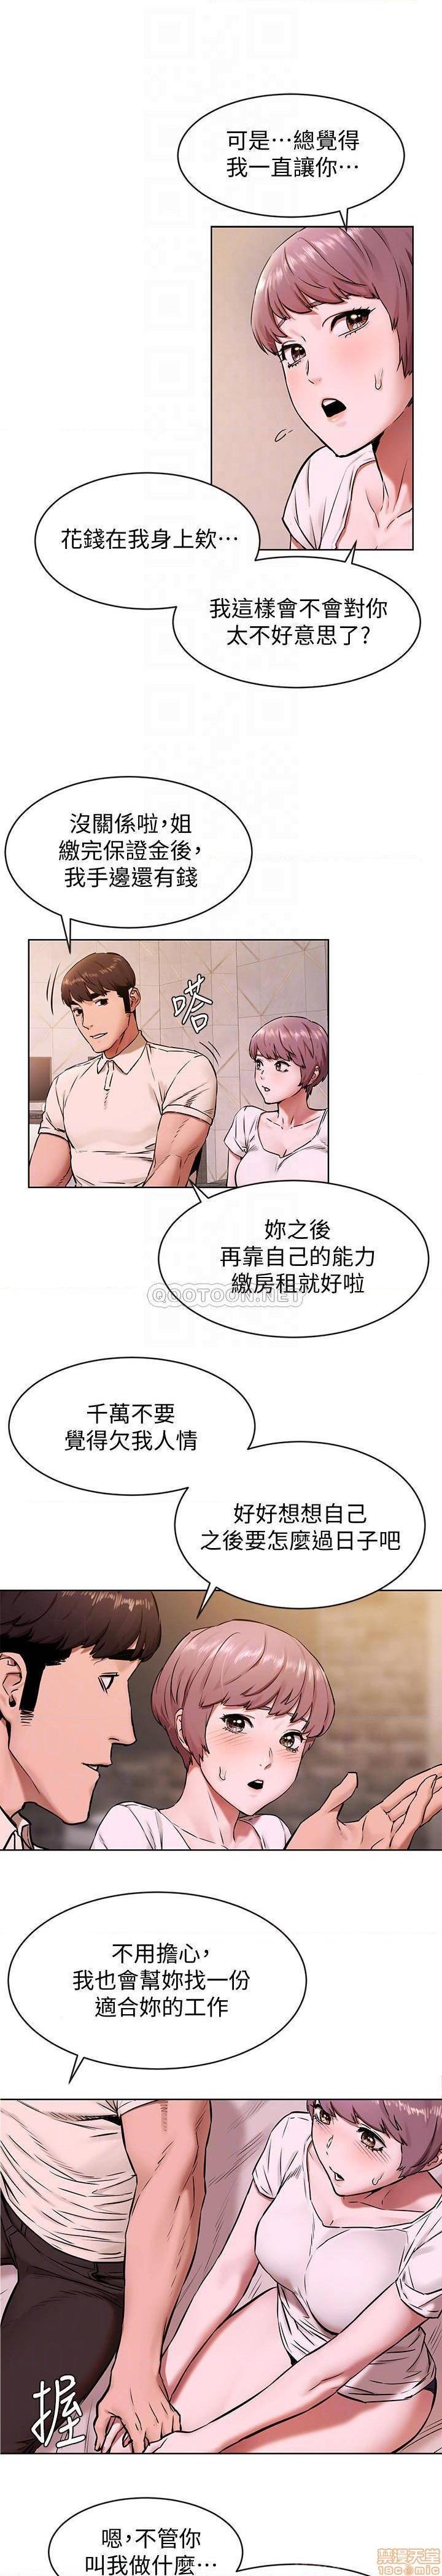 可是⋯總覺得
我一直讓你⋯
花錢在我身上欸⋯
我這樣會不會對你
太不好意思了?
沒關係啦,姐
繳完保證金後,
我手邊還有錢
嗒
妳之後
再靠自己的能力
繳房租就好啦
QOOTOON.NET
千萬不要
覺得欠我人情
好好想想自己
之後要怎麼過日子吧
不用擔心,
我也會幫妳找一份
適合妳的工作
握
嗯,不管你
叫我做什麼⋯
禁漫天堂
18comic.c